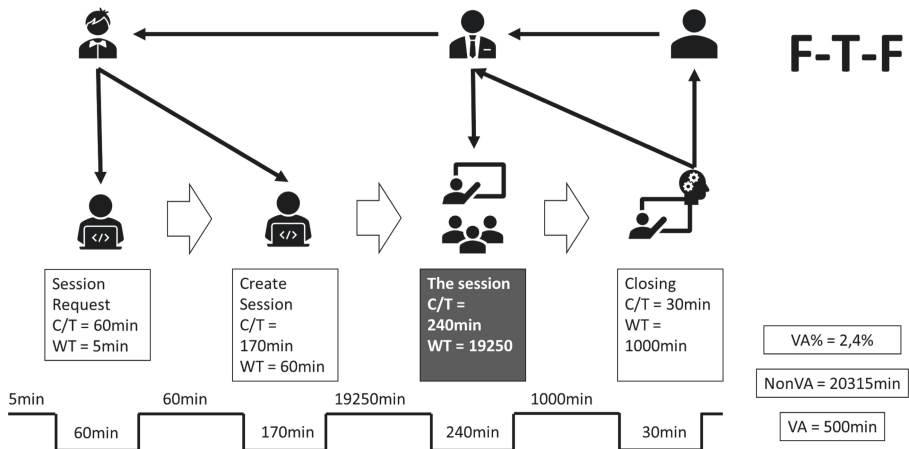 F-T-F
</>
</>
Session
Request
C/T = 60min
WT = 5min
Create
Session
C/T =
170min
WT = 60min
The session
C/T =
240min
WT = 19250
Closing
C/T = 30min
WT =
1000min
VA% = 2,4%
NonVA = 20315min
VA = 500min
5min
60min
19250min
1000min
60min
170min
240min
30min